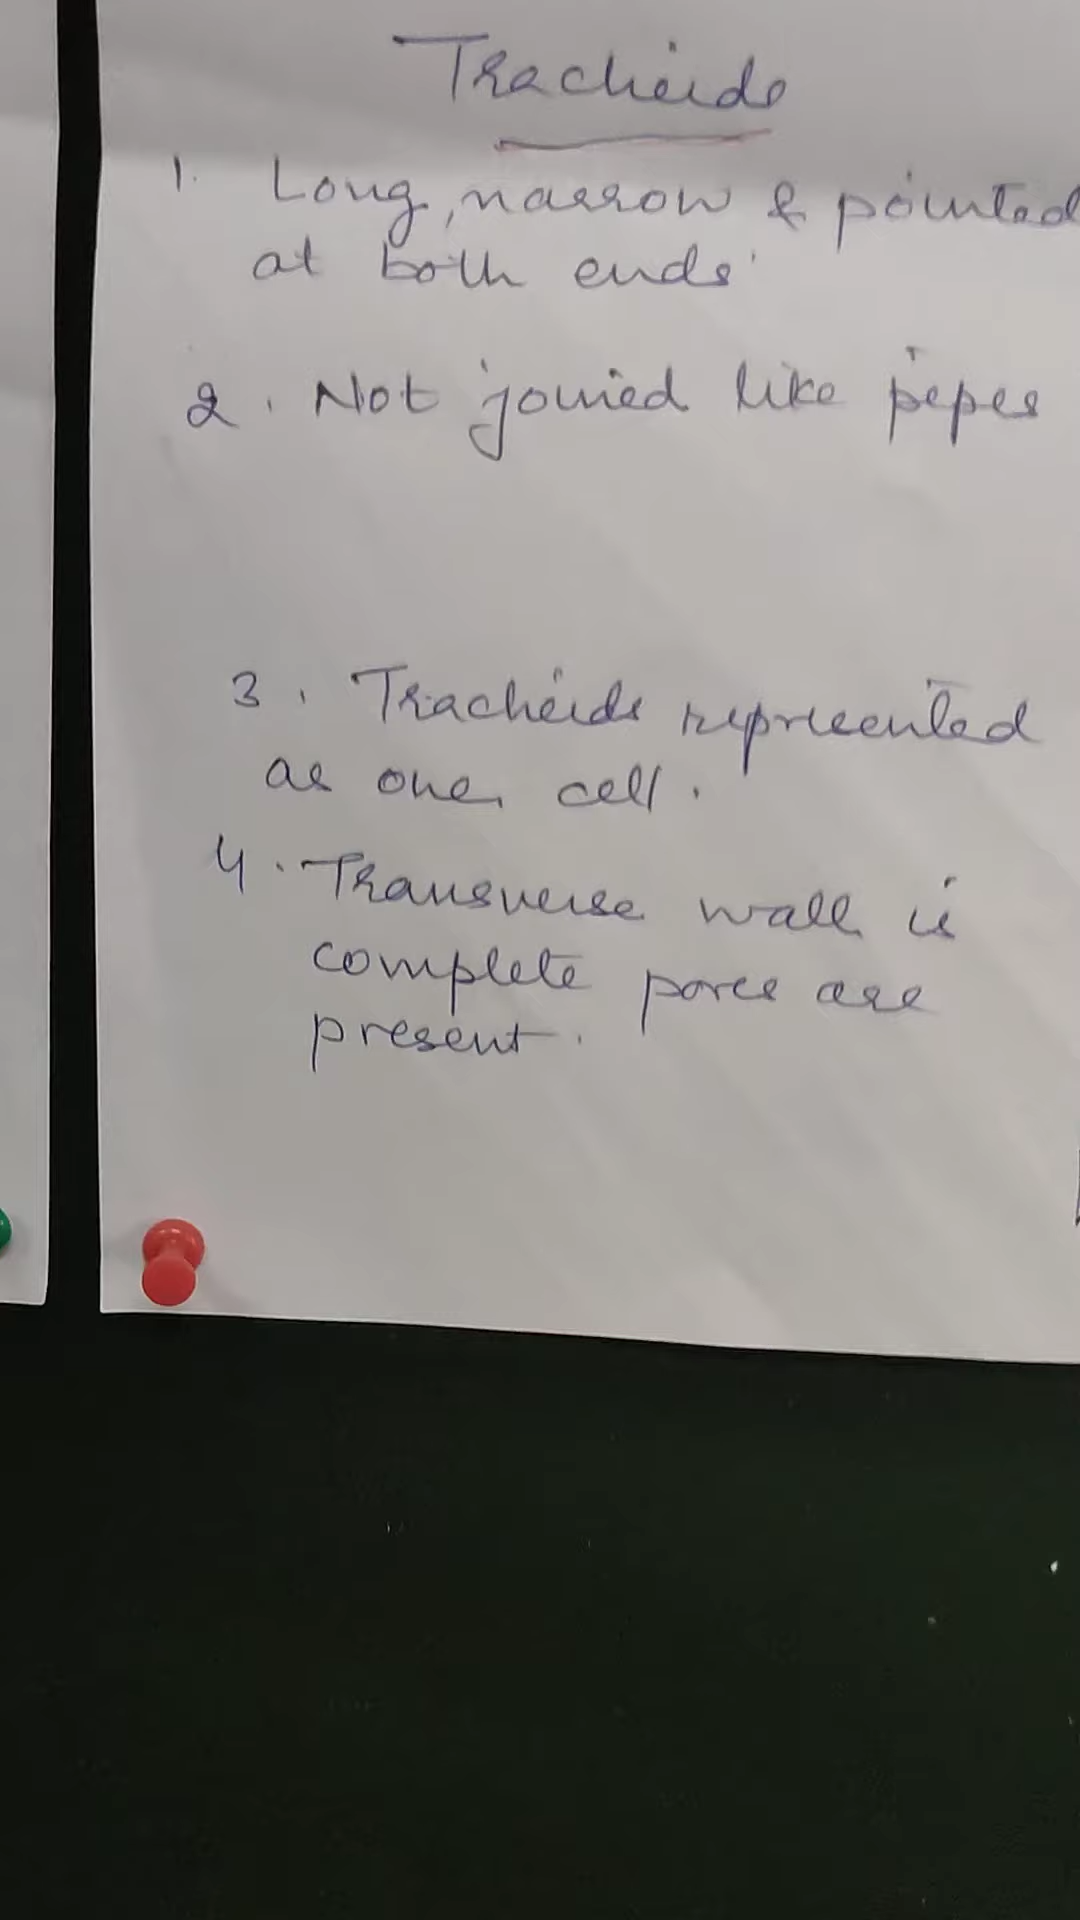 Tracheids
1. Long, narrow & pointed
at both ends
2. Not joined like pipes
3. Tracheids represented
as one cell.
4. Transverse wall is
complete pores are
present.